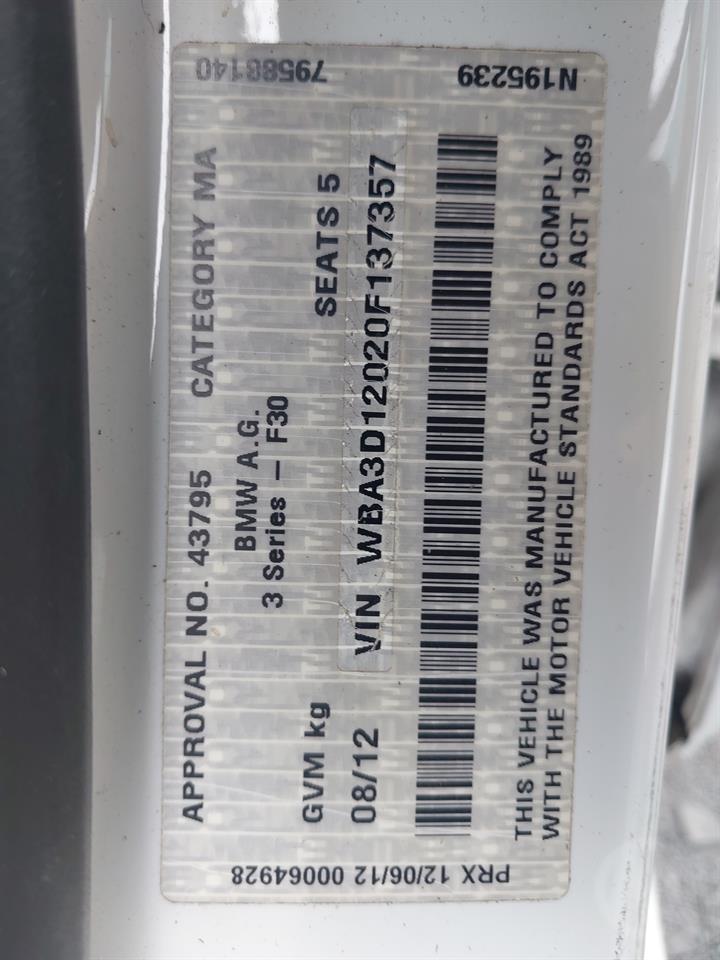 79586140
N195239
APPROVAL NO. 43795 CATEGORY MA
BMW A.G.
3 Series – F30
GVM kg SEATS 5
08/12 VIN WBA3D12020F137357
THIS VEHICLE WAS MANUFACTURED TO COMPLY
WITH THE MOTOR VEHICLE STANDARDS ACT 1989
PRX 12/06/12 00064928